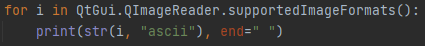 for i in QtGui.QImageReader.supportedImageFormats():
    print(str(i, "ascii"), end=" ")